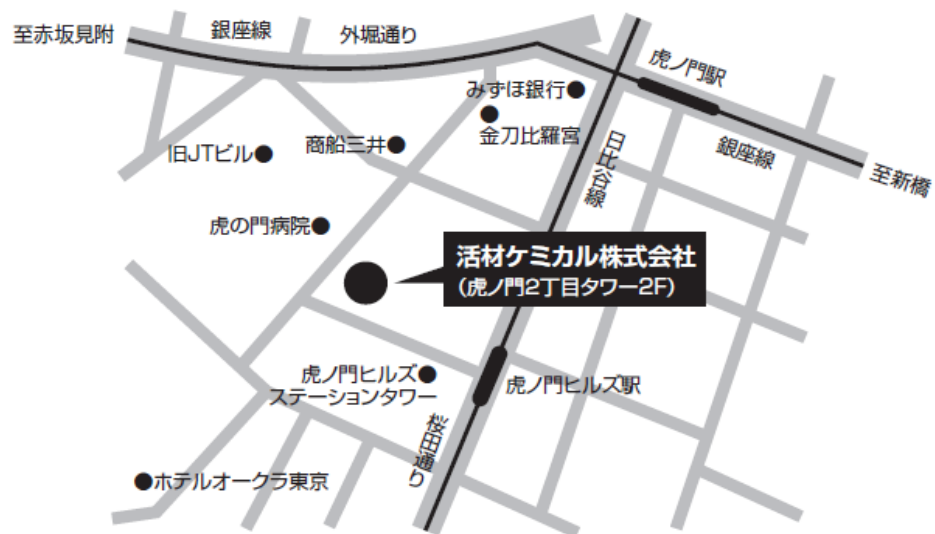 至赤坂見附
銀座線
外堀通り
虎ノ門駅
みずほ銀行●
●
金刀比羅宮
日比谷線
銀座線
至新橋
旧JTビル●
商船三井●
虎の門病院●
活材ケミカル株式会社
(虎ノ門2丁目タワー2F)
虎ノ門ヒルズ●
ステーションタワー
虎ノ門ヒルズ駅
桜田通り
●ホテルオークラ東京